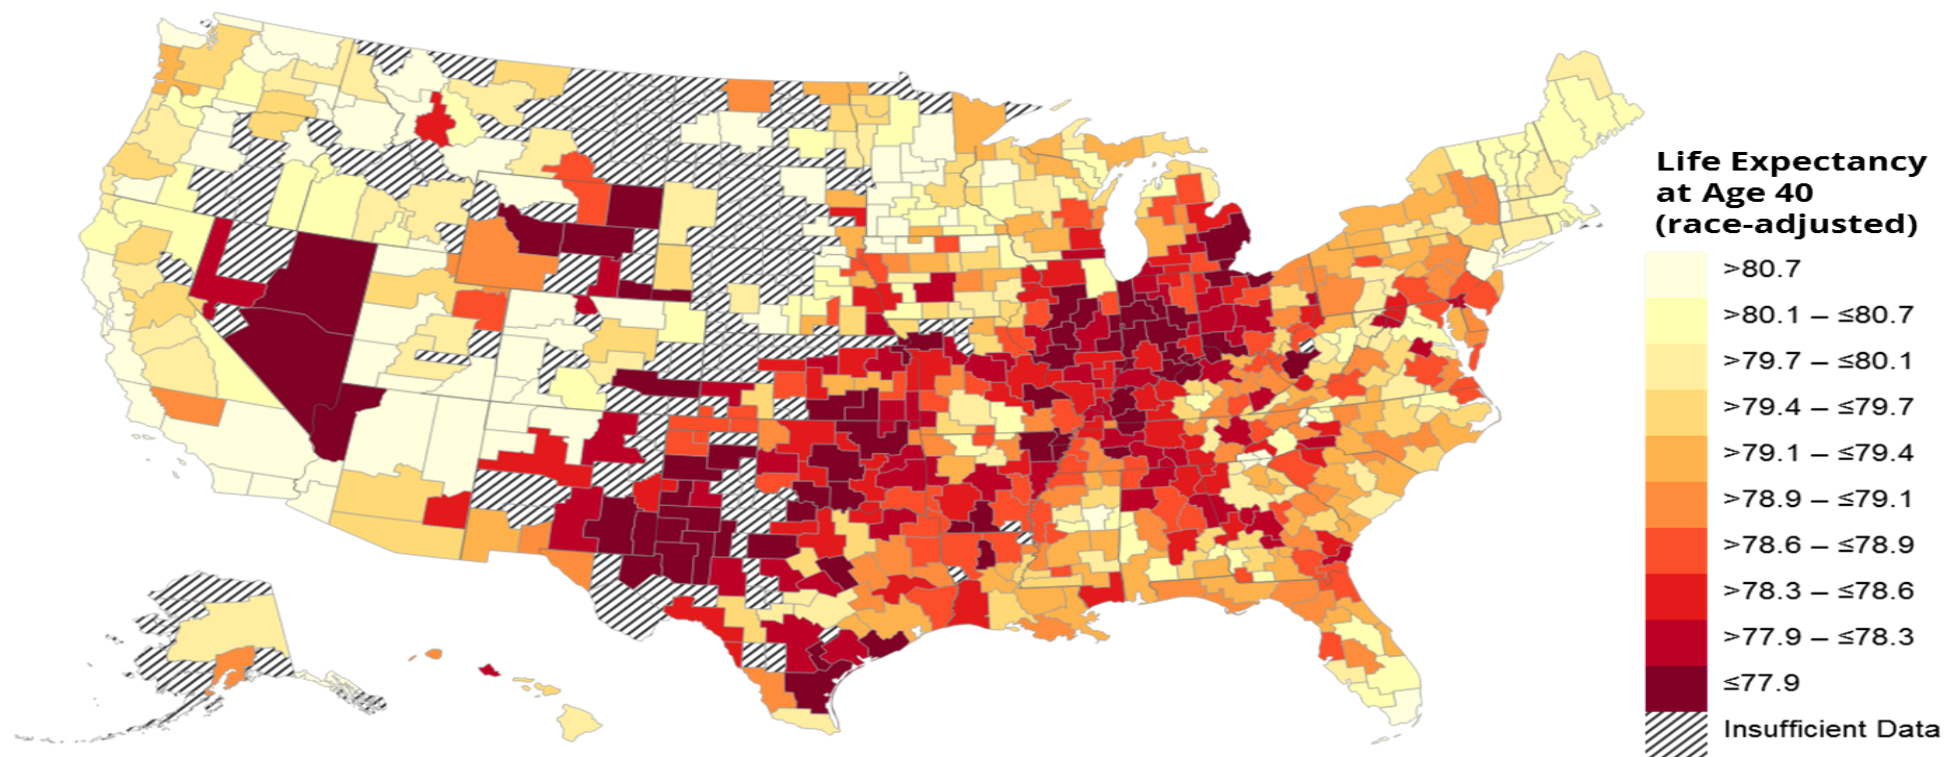 Life Expectancy
at Age 40
(race-adjusted)
>80.7
>80.1 – ≤80.7
>79.7 – ≤80.1
>79.4 – ≤79.7
>79.1 – ≤79.4
>78.9 – ≤79.1
>78.6 – ≤78.9
>78.3 – ≤78.6
>77.9 – ≤78.3
≤77.9
Insufficient Data